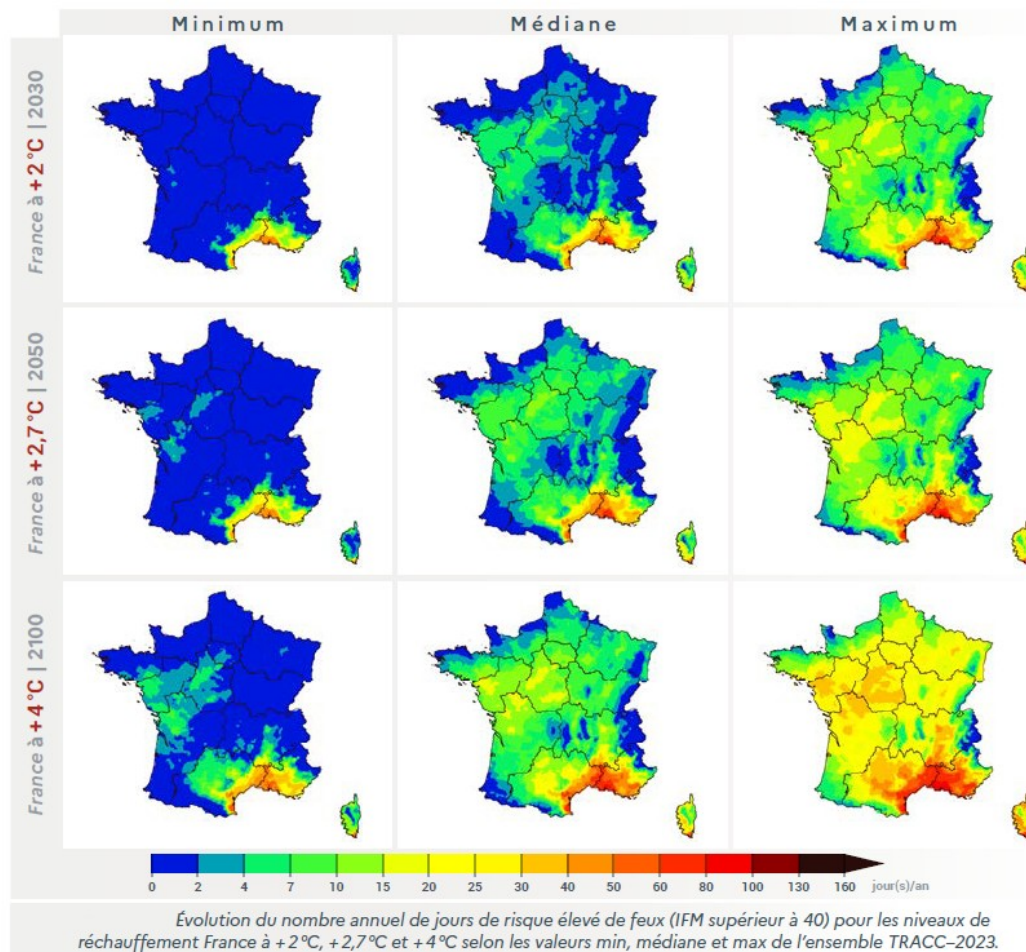 Minimum
Médiane
Maximum
France à +2°C | 2030
France à +2,7°C | 2050
France à +4°C | 2100
0 2 4 7 10 15 20 25 30 40 50 60 80 100 130 160 jour(s)/an
Évolution du nombre annuel de jours de risque élevé de feux (IFM supérieur à 40) pour les niveaux de
réchauffement France à +2°C, +2,7°C et +4°C selon les valeurs min, médiane et max de l'ensemble TRACC-2023.